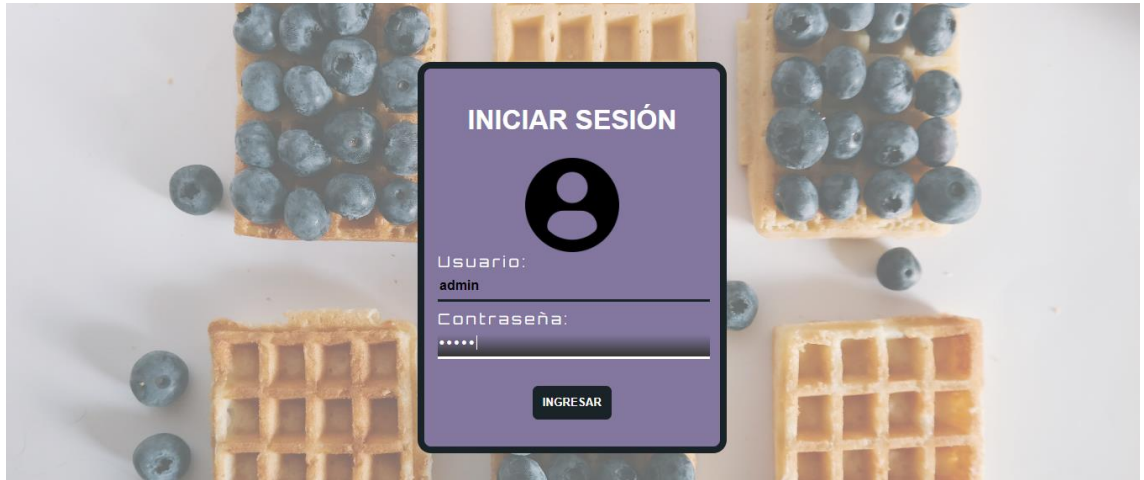 INICIAR SESIÓN
Usuario:
admin
Contraseña:
•••••
INGRESAR